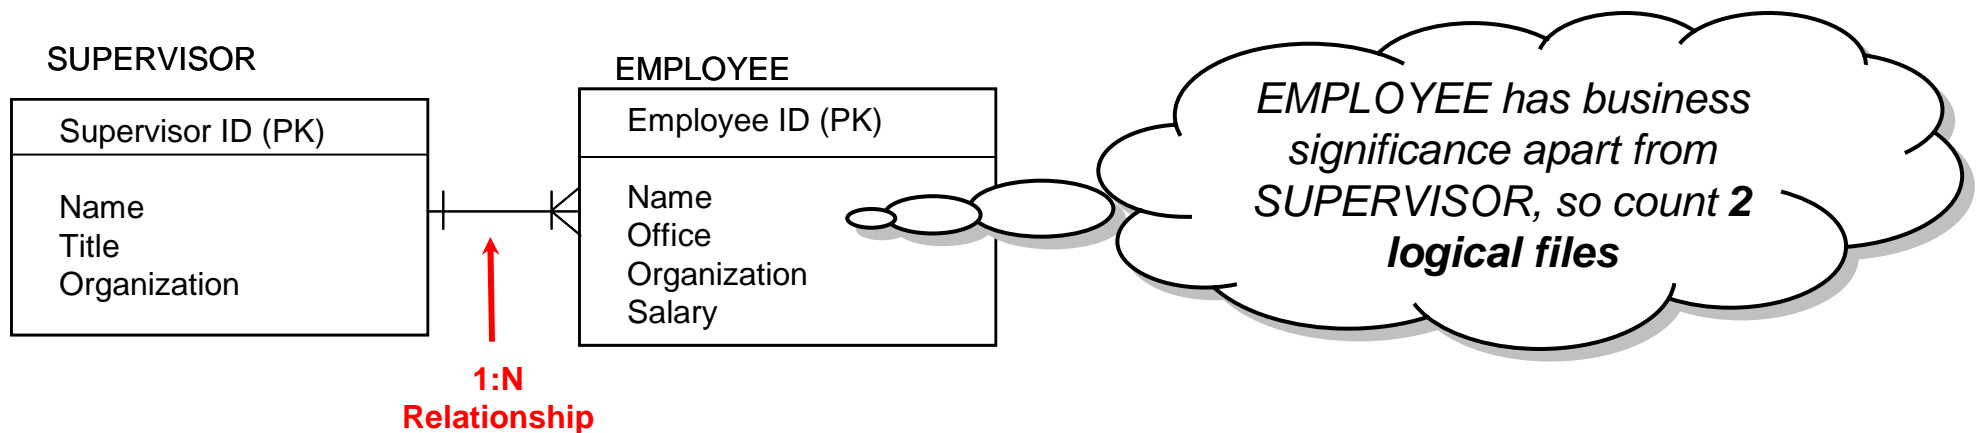 SUPERVISOR
Supervisor ID (PK)
Name
Title
Organization
EMPLOYEE
Employee ID (PK)
Name
Office
Organization
Salary
1:N
Relationship
EMPLOYEE has business
significance apart from
SUPERVISOR, so count 2
logical files